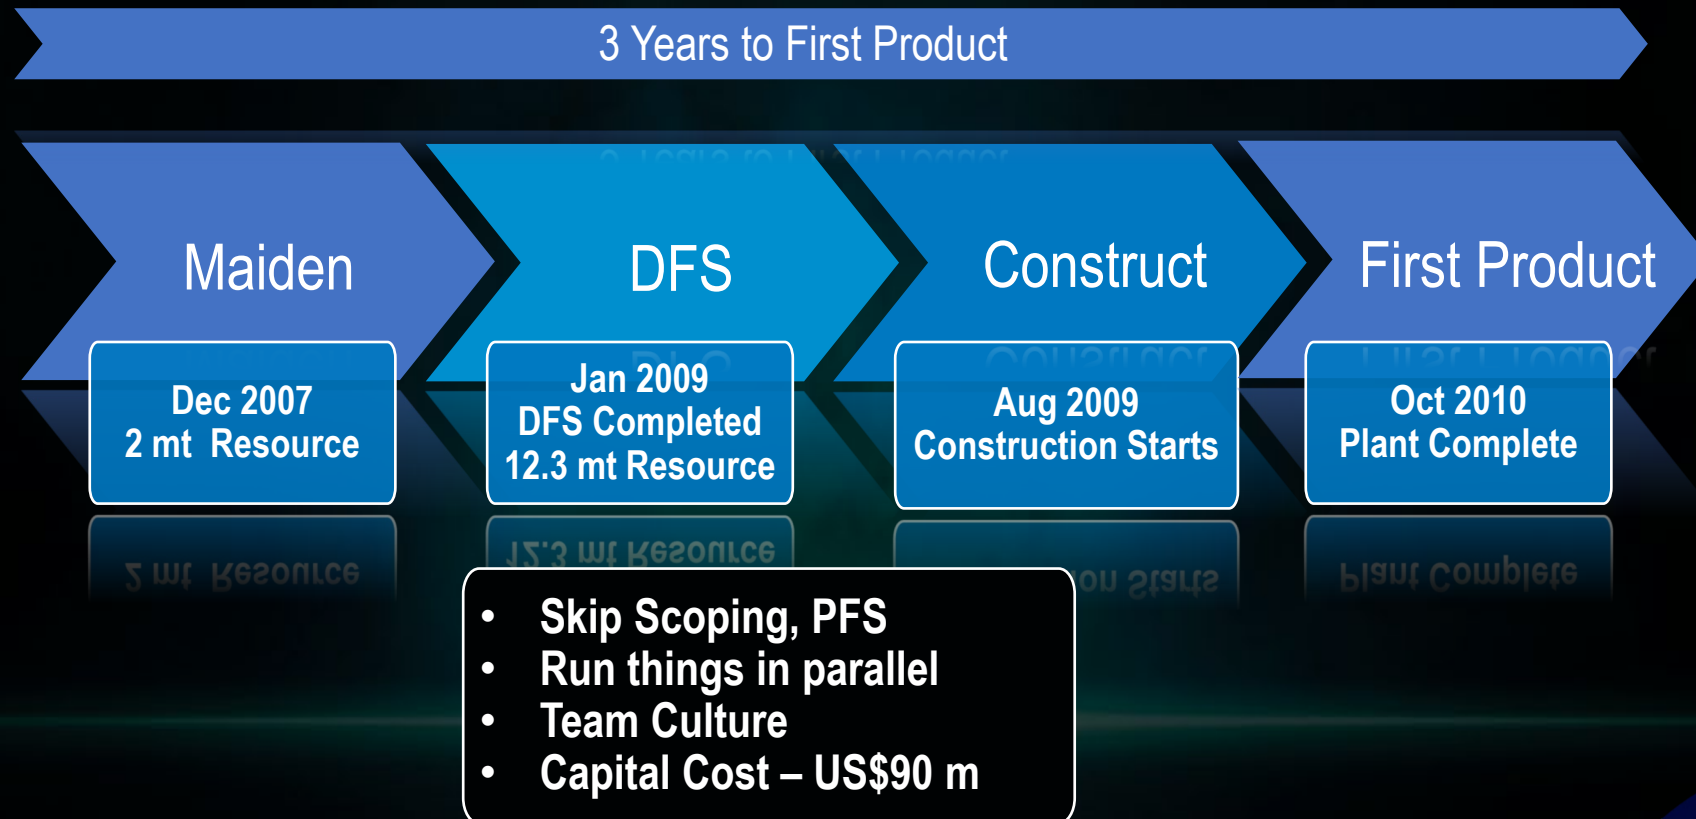 3 Years to First Product
Maiden
DFS
Construct
First Product
Dec 2007
2 mt  Resource
Jan 2009
DFS Completed
12.3 mt Resource
Aug 2009
Construction Starts
Oct 2010
Plant Complete
• Skip Scoping, PFS
• Run things in parallel
• Team Culture
• Capital Cost – US$90 m